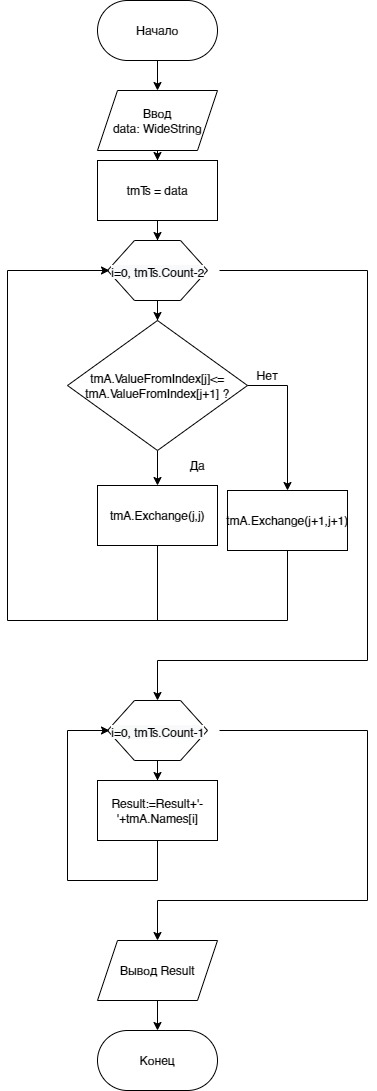 Начало
Ввод
data: WideString
tmTs = data
i=0, tmTs.Count-2
tmA.ValueFromIndex[j]<=
tmA.ValueFromIndex[j+1] ?
Нет
Да
tmA.Exchange(j,j)
tmA.Exchange(j+1,j+1)
i=0, tmTs.Count-1
Result:=Result+'-
'+tmA.Names[i]
Вывод Result
Конец